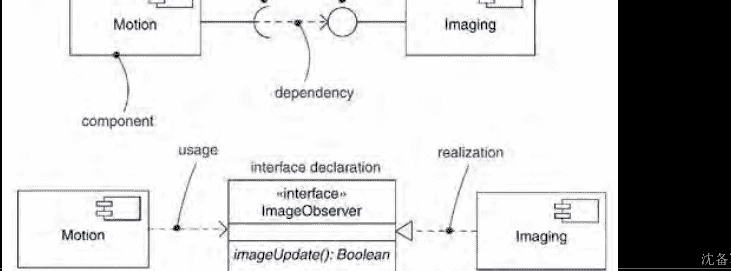 Motion
Imaging
dependency
component
usage
interface declaration
realization
«interface»
ImageObserver
Motion
Imaging
imageUpdate(): Boolean
沈备